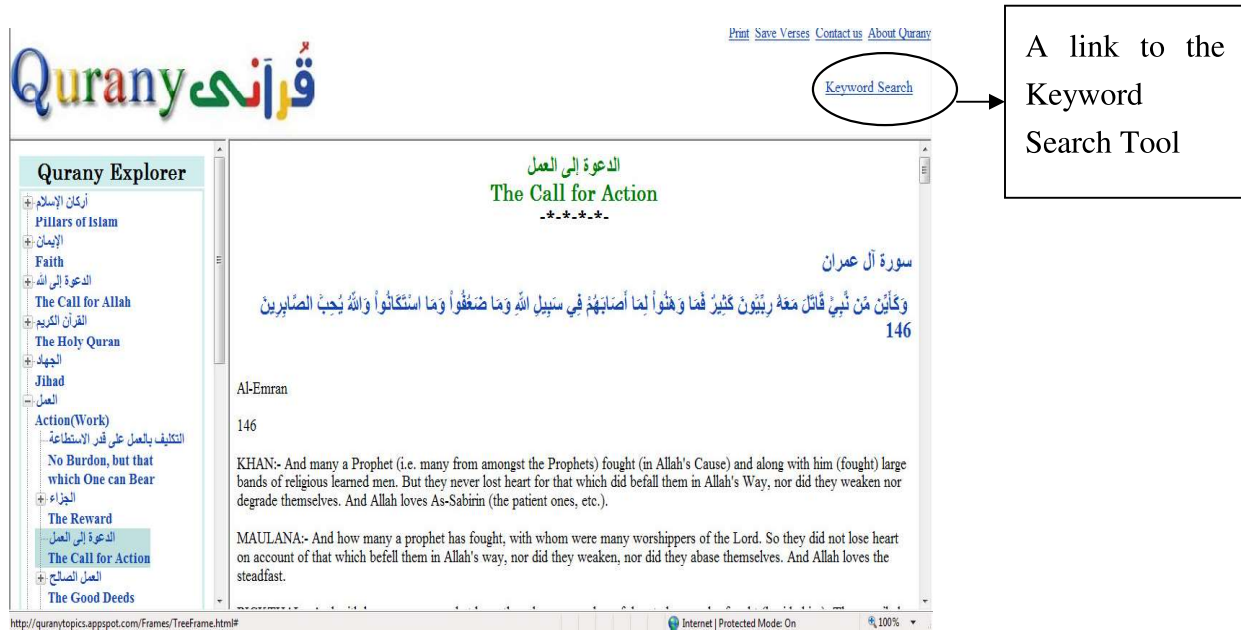 Print Save Verses Contact us About Qurany
Qurany قُرآنى
Keyword Search
A link to the
Keyword
Search Tool
Qurany Explorer
أركان الإسلام
Pillars of Islam
الإيمان
Faith
الدعوة إلى الله
The Call for Allah
القرآن الكريم
The Holy Quran
الجهاد
Jihad
العمل
Action(Work)
التكليف بالعمل على قدر الاستطاعة
No Burdon, but that
which One can Bear
الجزاء
The Reward
الدعوة إلى العمل
The Call for Action
العمل الصالح
The Good Deeds
الدعوة إلى العمل
The Call for Action
-*-*-*-*-
سورة آل عمران
وَكَأَيِّن مِّن نَّبِيٍّ قَاتَلَ مَعَهُ رِبِّيُّونَ كَثِيرٌ فَمَا وَهَنُواْ لِمَا أَصَابَهُمْ فِي سَبِيلِ اللّهِ وَمَا ضَعُفُواْ وَمَا اسْتَكَانُواْ وَاللّهُ يُحِبُّ الصَّابِرِينَ
146
Al-Emran
146
KHAN:- And many a Prophet (i.e. many from amongst the Prophets) fought (in Allah's Cause) and along with him (fought) large
bands of religious learned men. But they never lost heart for that which did befall them in Allah's Way, nor did they weaken nor
degrade themselves. And Allah loves As-Sabirin (the patient ones, etc.).
MAULANA:- And how many a prophet has fought, with whom were many worshippers of the Lord. So they did not lose heart
on account of that which befell them in Allah's way, nor did they weaken, nor did they abase themselves. And Allah loves the
steadfast.
http://quranytopics.appspot.com/Frames/TreeFrame.html#
Internet | Protected Mode: On
100%